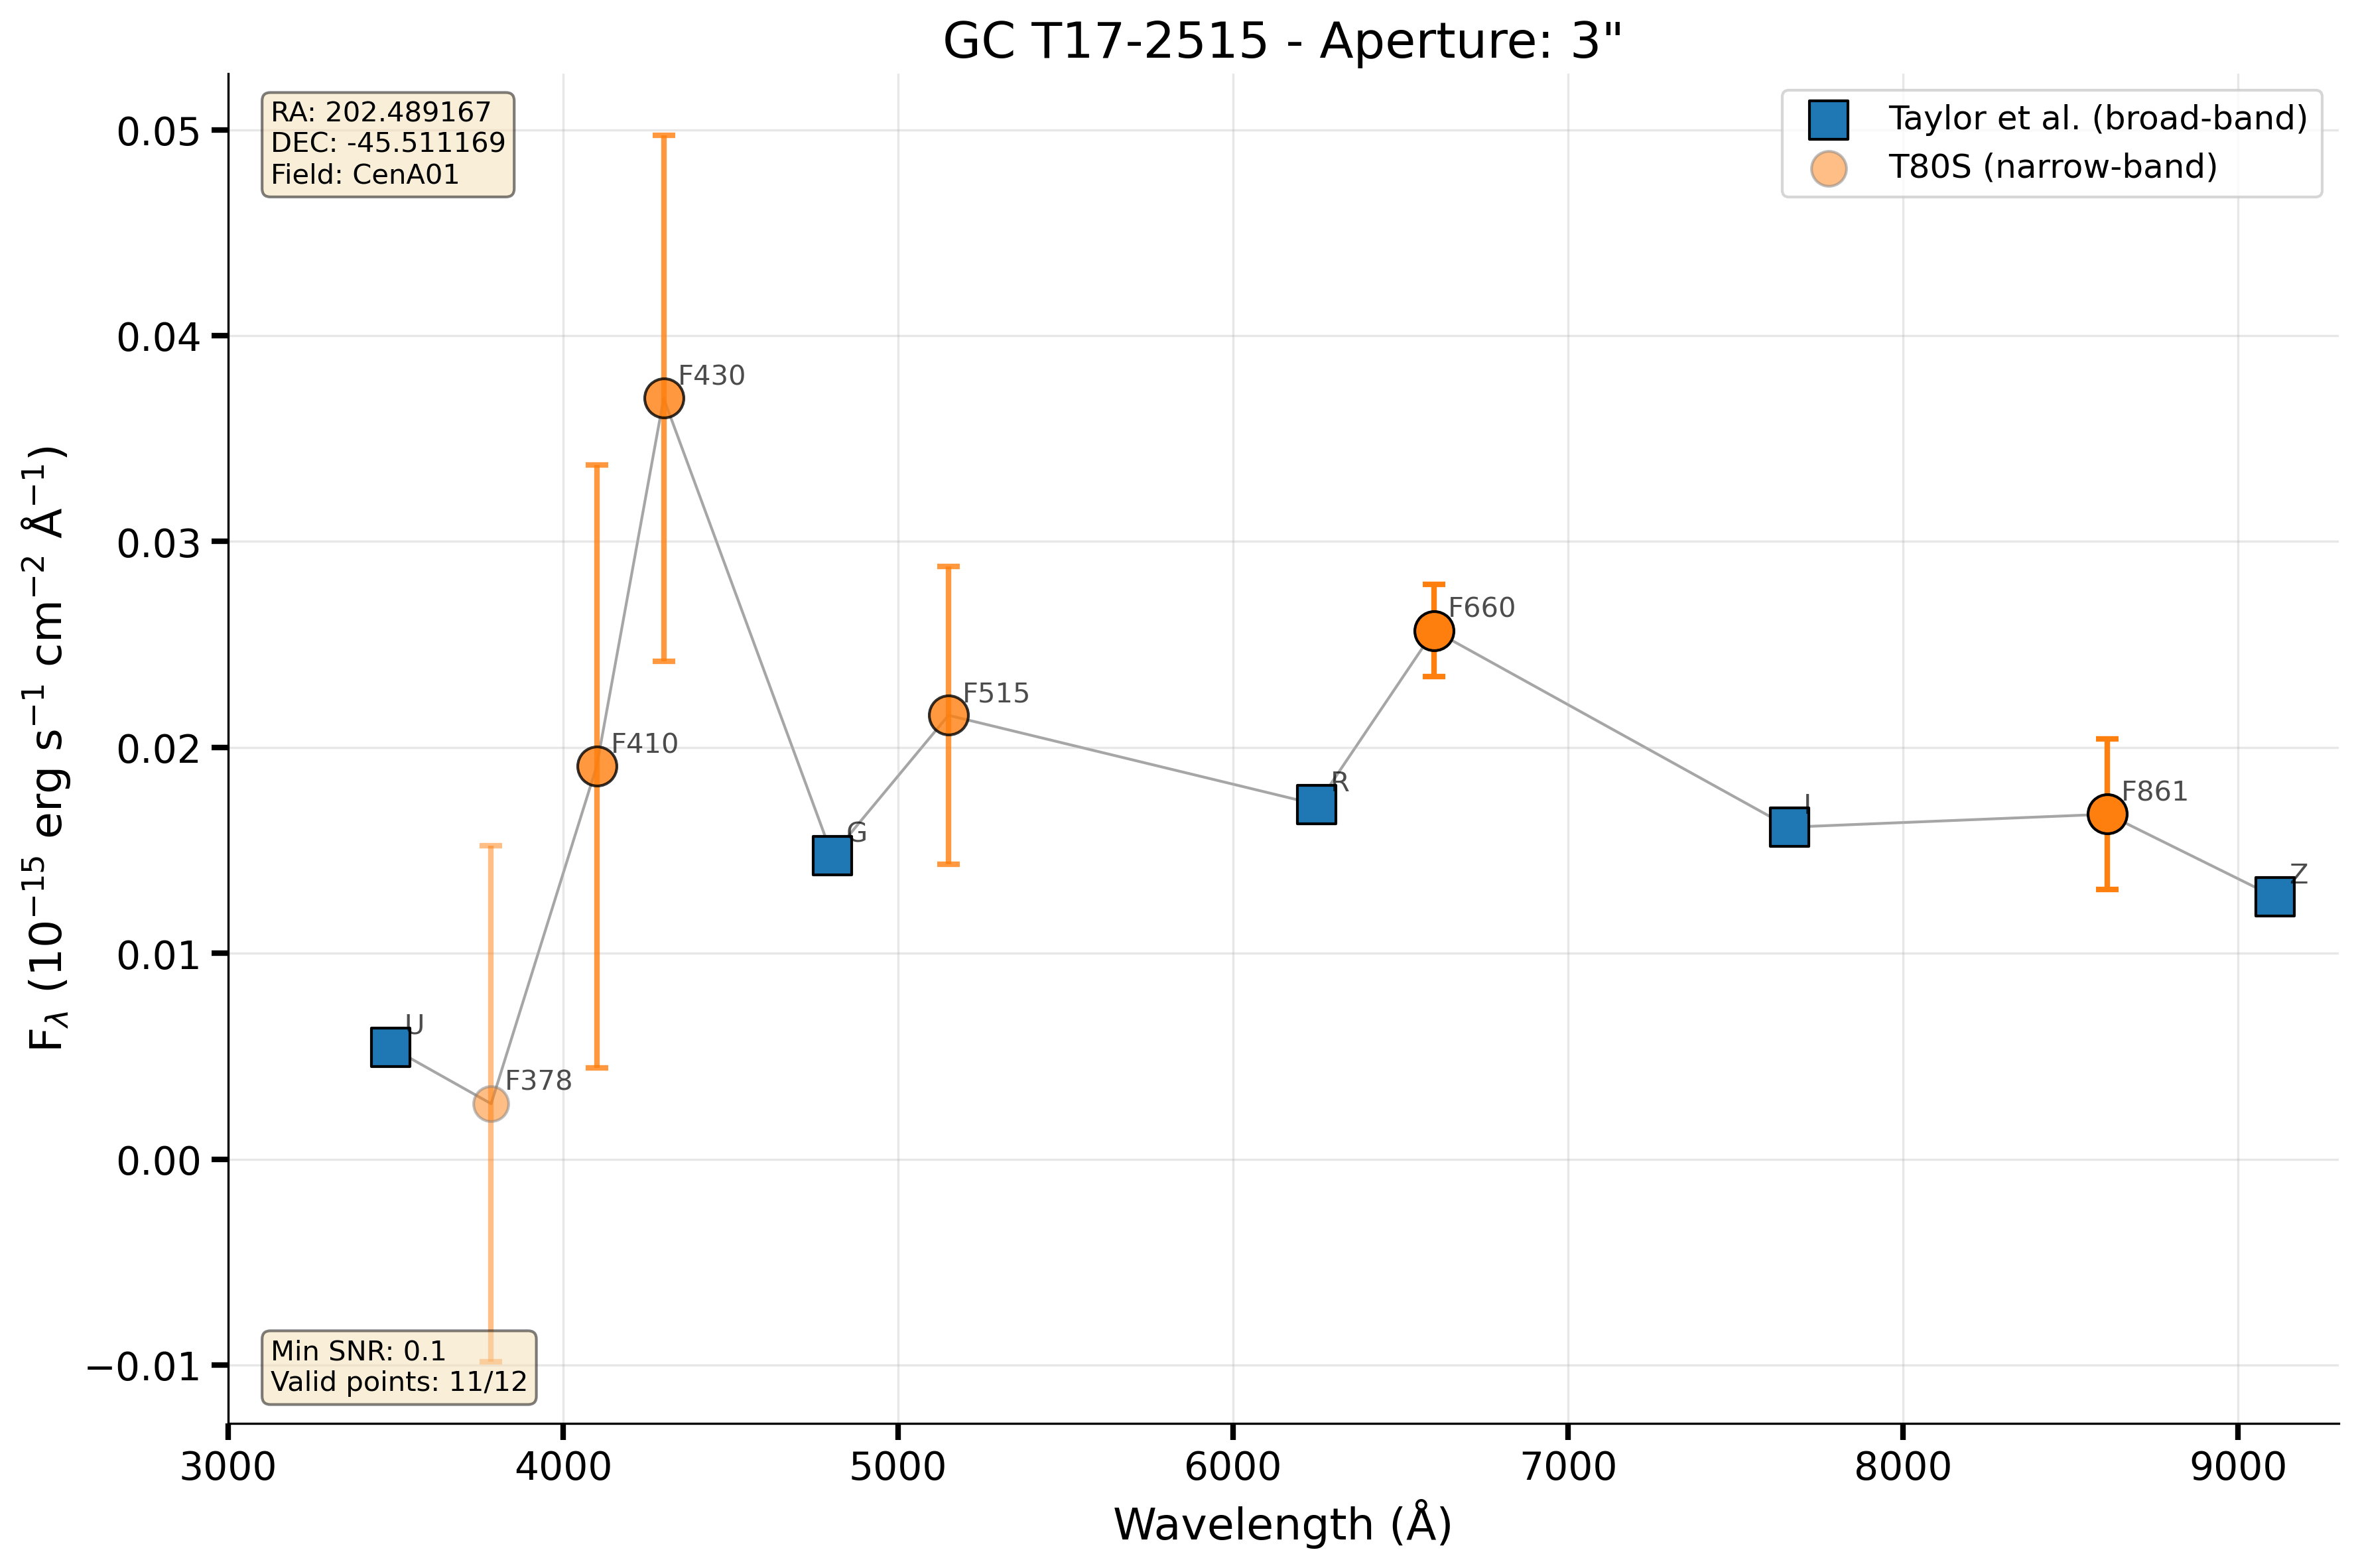 GC T17-2515 - Aperture: 3"
RA: 202.489167
DEC: -45.511169
Field: CenA01
Taylor et al. (broad-band)
T80S (narrow-band)
0.05
0.04
0.03
0.02
0.01
0.00
−0.01
F_λ (10⁻¹⁵ erg s⁻¹ cm⁻² Å⁻¹)
F430
F660
F515
F410
R
I
F861
G
Z
U
F378
Min SNR: 0.1
Valid points: 11/12
3000 4000 5000 6000 7000 8000 9000
Wavelength (Å)